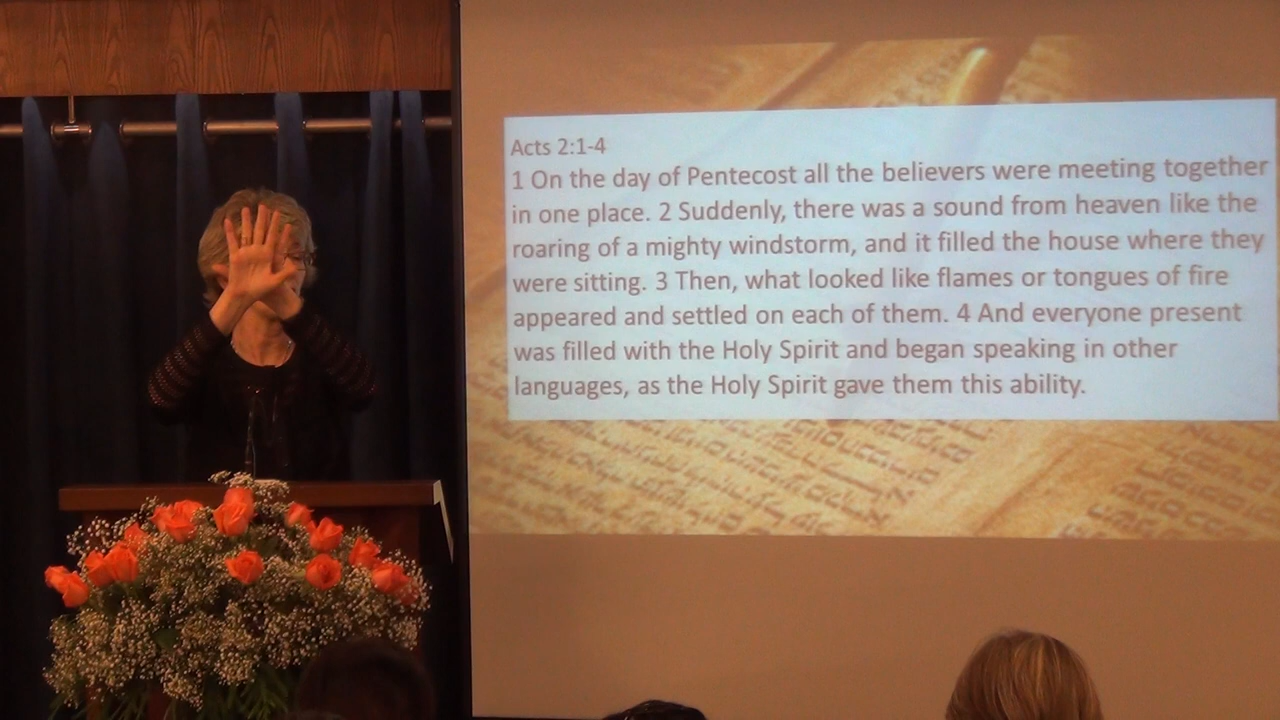 Acts 2:1-4
1 On the day of Pentecost all the believers were meeting together
in one place. 2 Suddenly, there was a sound from heaven like the
roaring of a mighty windstorm, and it filled the house where they
were sitting. 3 Then, what looked like flames or tongues of fire
appeared and settled on each of them. 4 And everyone present
was filled with the Holy Spirit and began speaking in other
languages, as the Holy Spirit gave them this ability.